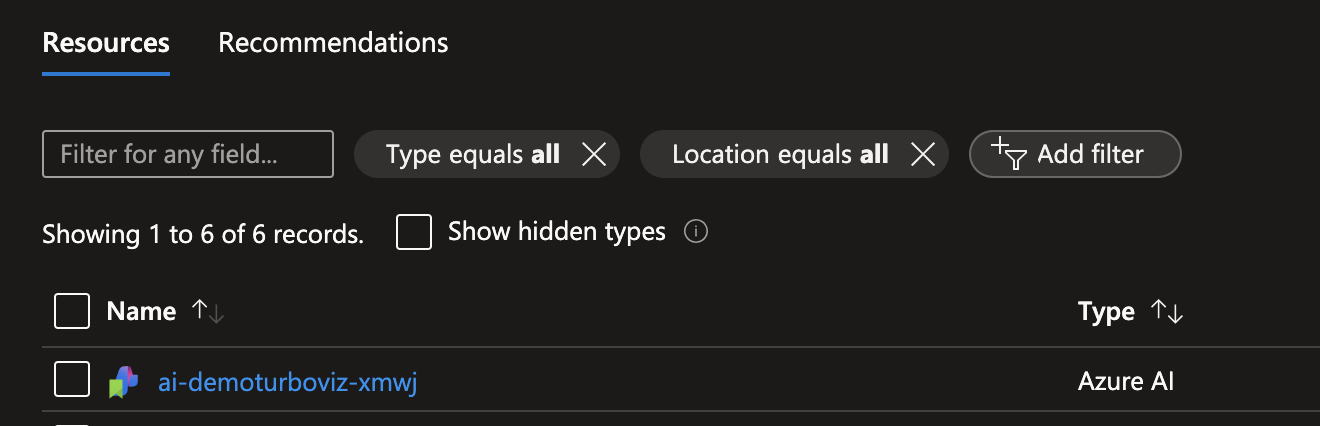 Resources Recommendations
Filter for any field... Type equals all Location equals all Add filter
Showing 1 to 6 of 6 records. Show hidden types
Name Type
ai-demoturboviz-xmwj Azure AI